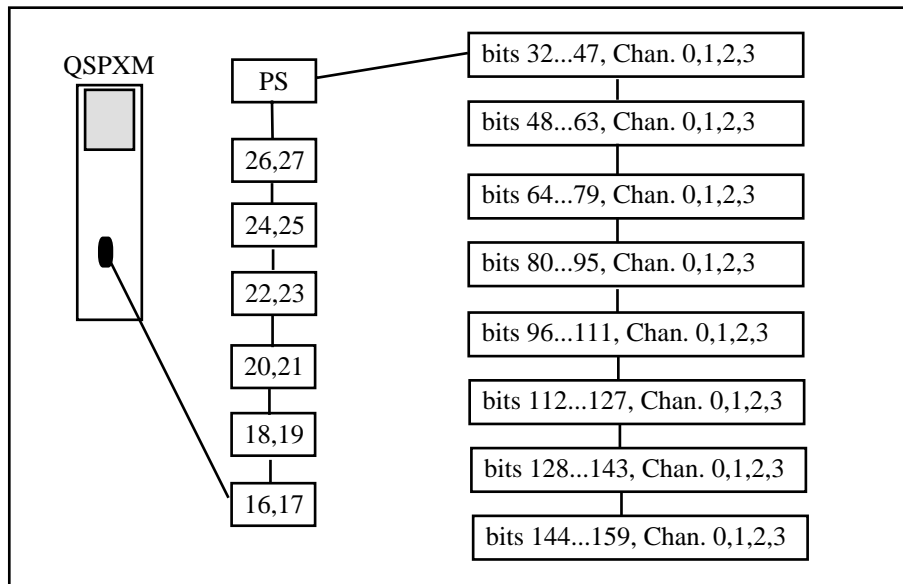 QSPXM
PS
26,27
24,25
22,23
20,21
18,19
16,17
bits 32...47, Chan. 0,1,2,3
bits 48...63, Chan. 0,1,2,3
bits 64...79, Chan. 0,1,2,3
bits 80...95, Chan. 0,1,2,3
bits 96...111, Chan. 0,1,2,3
bits 112...127, Chan. 0,1,2,3
bits 128...143, Chan. 0,1,2,3
bits 144...159, Chan. 0,1,2,3